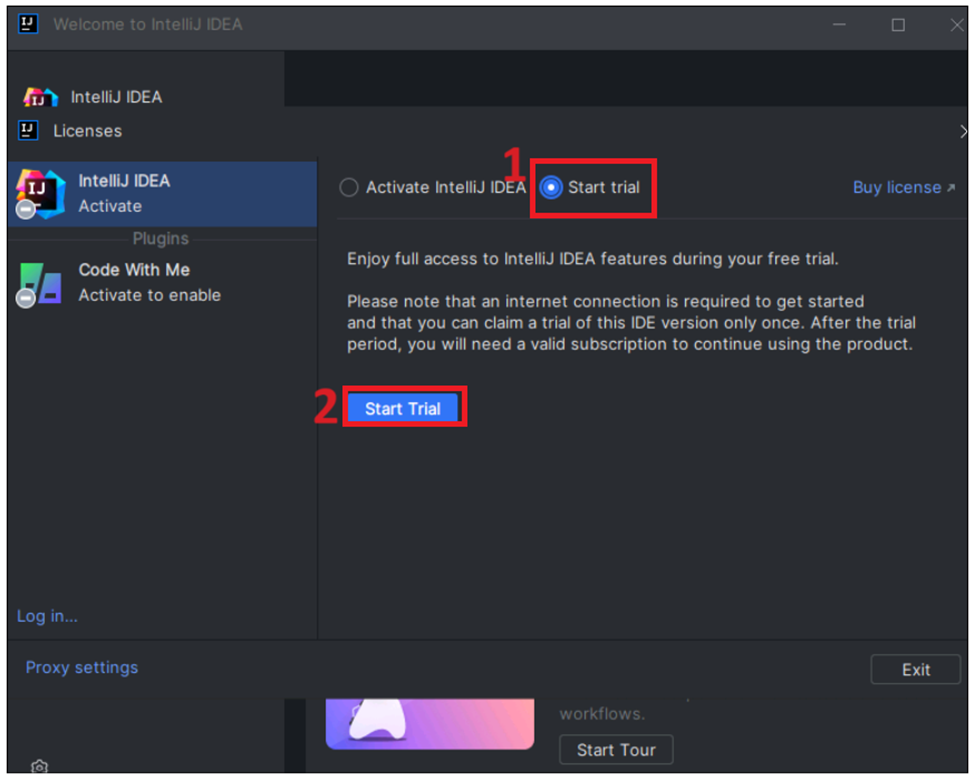 Welcome to IntelliJ IDEA
IntelliJ IDEA
Licenses
IntelliJ IDEA
Activate
Plugins
Code With Me
Activate to enable
Log in...
1
Activate IntelliJ IDEA
Start trial
Buy license ↗
Enjoy full access to IntelliJ IDEA features during your free trial.
Please note that an internet connection is required to get started
and that you can claim a trial of this IDE version only once. After the trial
period, you will need a valid subscription to continue using the product.
2
Start Trial
Proxy settings
Exit
workflows.
Start Tour